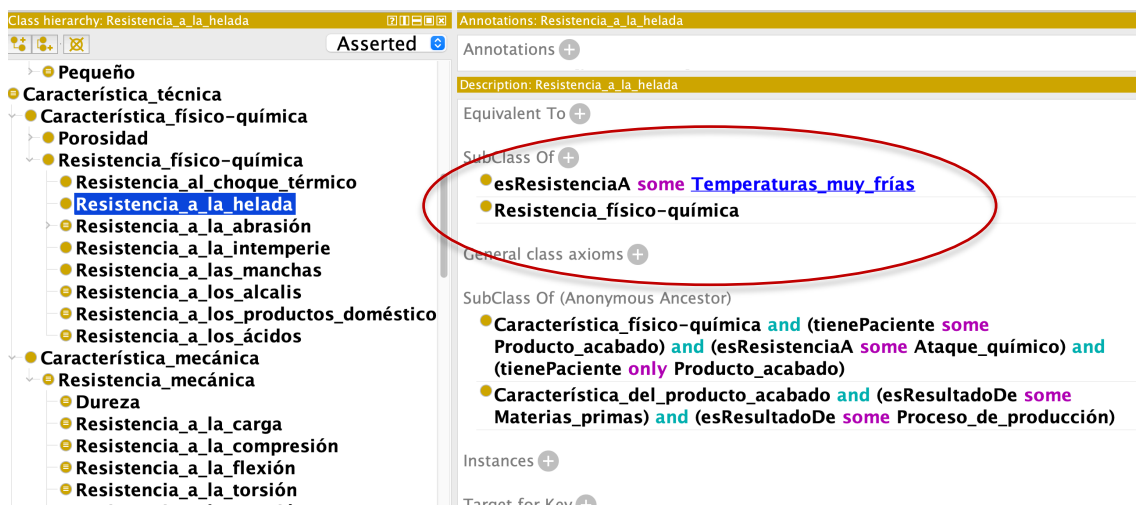 Class hierarchy: Resistencia_a_la_helada
Asserted
Pequeño
Característica_técnica
Característica_físico-química
Porosidad
Resistencia_físico-química
Resistencia_al_choque_térmico
Resistencia_a_la_helada
Resistencia_a_la_abrasión
Resistencia_a_la_intemperie
Resistencia_a_las_manchas
Resistencia_a_los_alcalis
Resistencia_a_los_productos_doméstico
Resistencia_a_los_ácidos
Característica_mecánica
Resistencia_mecánica
Dureza
Resistencia_a_la_carga
Resistencia_a_la_compresión
Resistencia_a_la_flexión
Resistencia_a_la_torsión
Annotations: Resistencia_a_la_helada
Annotations
Description: Resistencia_a_la_helada
Equivalent To
SubClass Of
esResistenciaA some Temperaturas_muy_frías
Resistencia_físico-química
General class axioms
SubClass Of (Anonymous Ancestor)
Característica_físico-química and (tienePaciente some
Producto_acabado) and (esResistenciaA some Ataque_químico) and
(tienePaciente only Producto_acabado)
Característica_del_producto_acabado and (esResultadoDe some
Materias_primas) and (esResultadoDe some Proceso_de_producción)
Instances
Target for Key